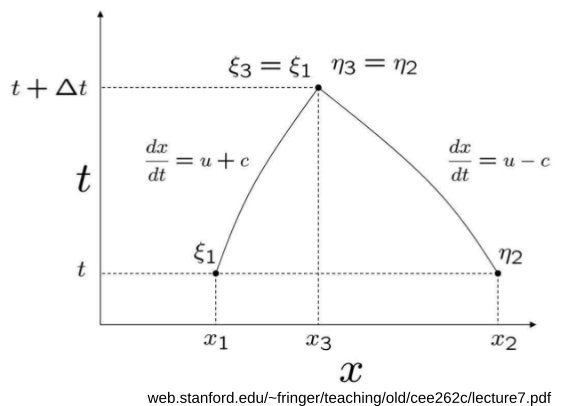 ξ₃ = ξ₁ η₃ = η₂
t + Δt
dx/dt = u + c
dx/dt = u − c
t
ξ₁
η₂
t
x₁
x₃
x₂
x
web.stanford.edu/~fringer/teaching/old/cee262c/lecture7.pdf